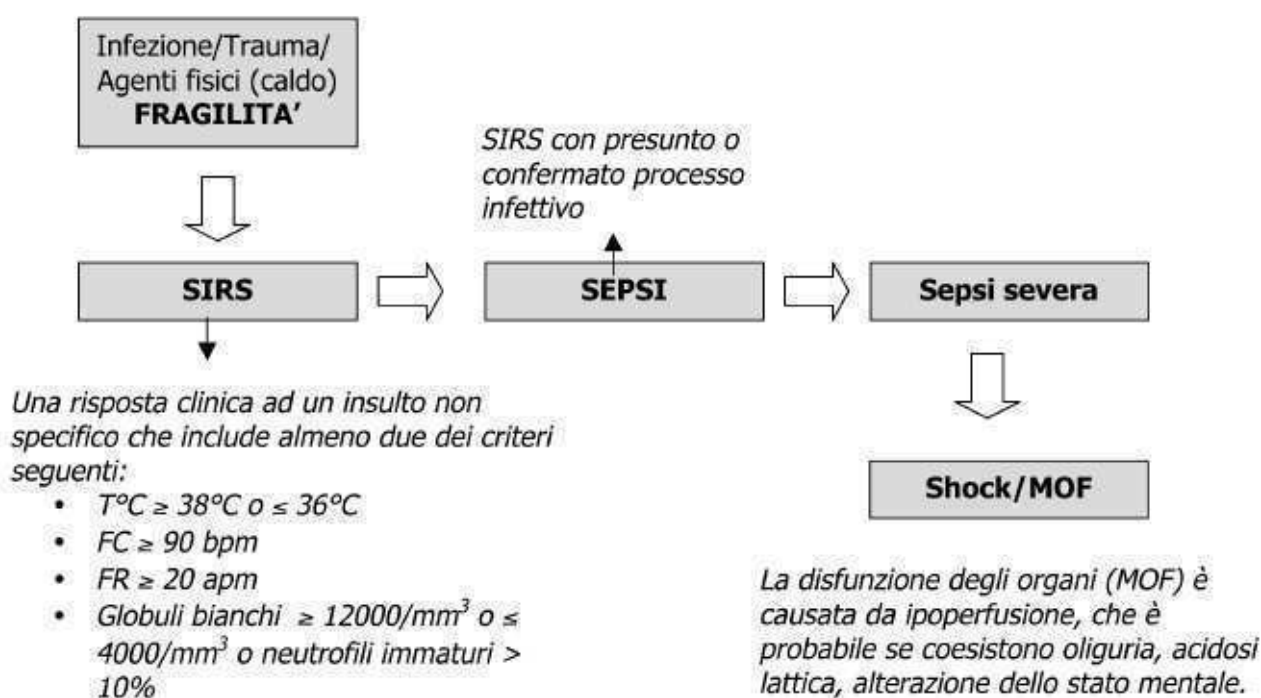 Infezione/Trauma/
Agenti fisici (caldo)
FRAGILITA’
SIRS con presunto o
confermato processo
infettivo
SIRS
SEPSI
Sepsi severa
Una risposta clinica ad un insulto non
specifico che include almeno due dei criteri
seguenti:
• T°C ≥ 38°C o ≤ 36°C
• FC ≥ 90 bpm
• FR ≥ 20 apm
• Globuli bianchi ≥ 12000/mm³ o ≤
4000/mm³ o neutrofili immaturi >
10%
Shock/MOF
La disfunzione degli organi (MOF) è
causata da ipoperfusione, che è
probabile se coesistono oliguria, acidosi
lattica, alterazione dello stato mentale.